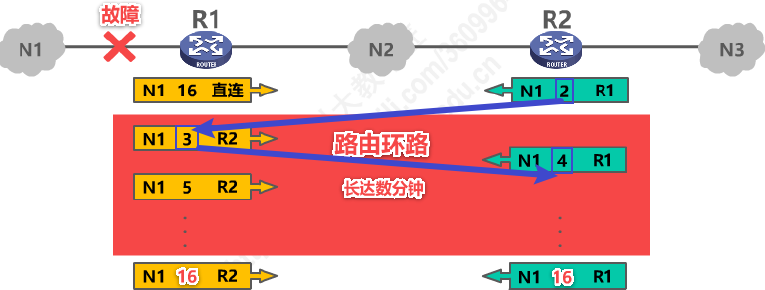 故障
R1
R2
N1
N2
N3
ROUTER
ROUTER
N1 16 直连
N1 2 R1
N1 3 R2
路由环路
N1 4 R1
N1 5 R2
长达数分钟
N1 16 R2
N1 16 R1